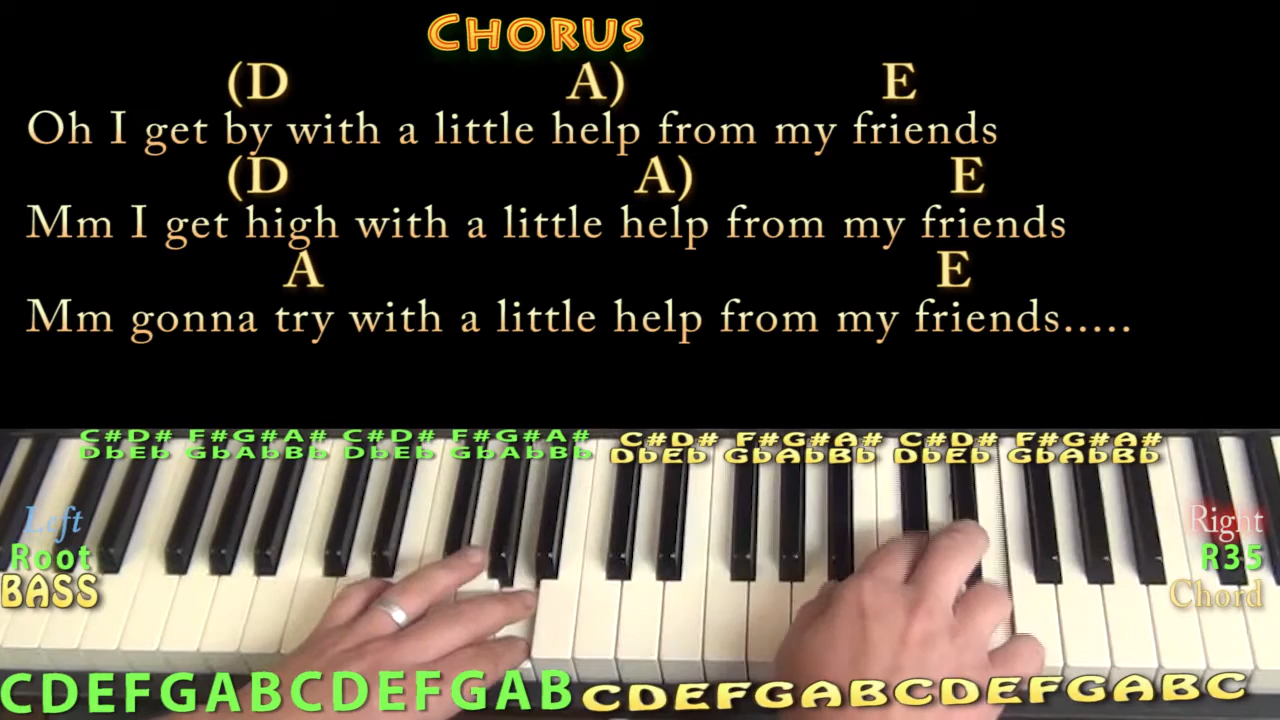 CHORUS
(D A) E
Oh I get by with a little help from my friends
(D A) E
Mm I get high with a little help from my friends
A E
Mm gonna try with a little help from my friends.....
C#D# F#G#A# C#D# F#G#A# C#D# F#G#A# C#D# F#G#A#
DbEb GbAbBb DbEb GbAbBb DbEb GbAbBb DbEb GbAbBb
Left Right
Root R35
BASS Chord
CDEFGABCDEFGAB CDEFGABCDEFGABC